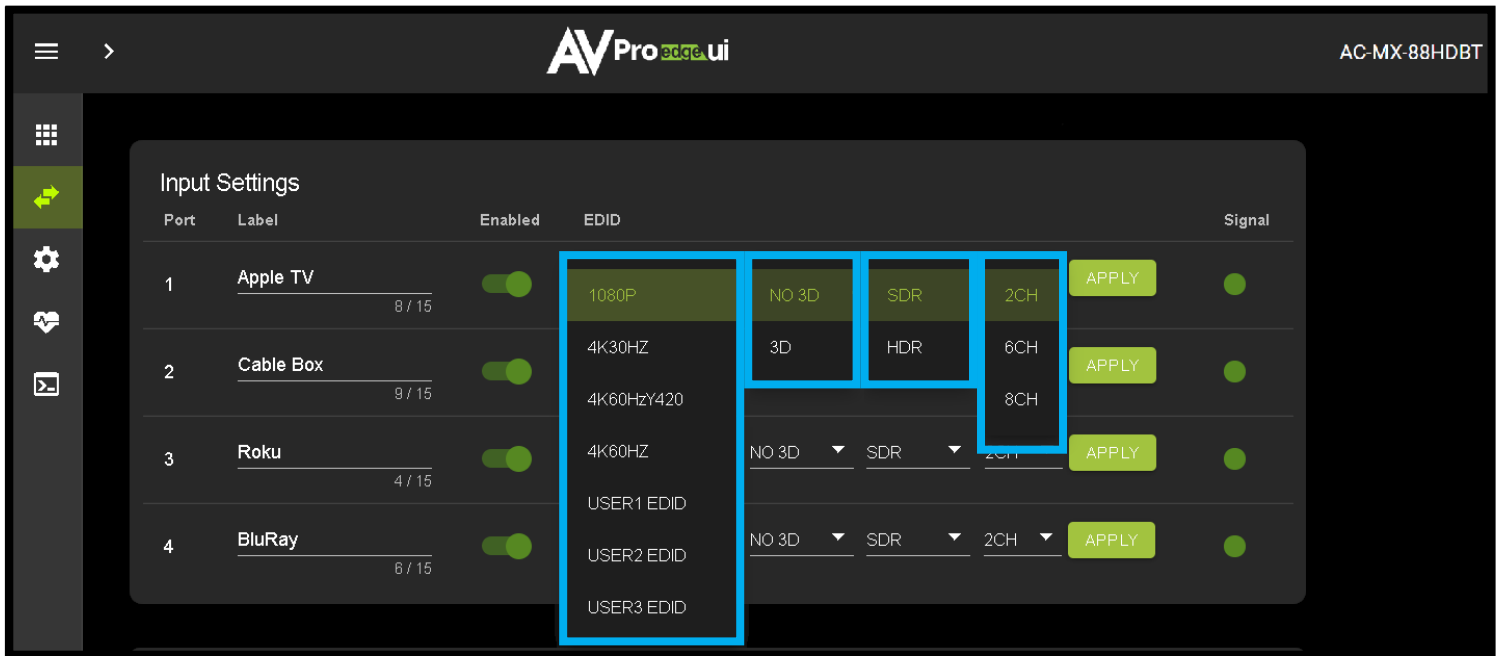 AVPro edge.ui
AC-MX-88HDBT
Input Settings
Port Label Enabled EDID Signal
1 Apple TV 1080P NO 3D SDR 2CH APPLY
8 / 15
4K30HZ 3D HDR 6CH
2 Cable Box APPLY
9 / 15
4K60HzY420 8CH
3 Roku 4K60HZ NO 3D SDR 2CH APPLY
4 / 15
USER1 EDID
4 BluRay NO 3D SDR 2CH APPLY
USER2 EDID
6 / 15
USER3 EDID